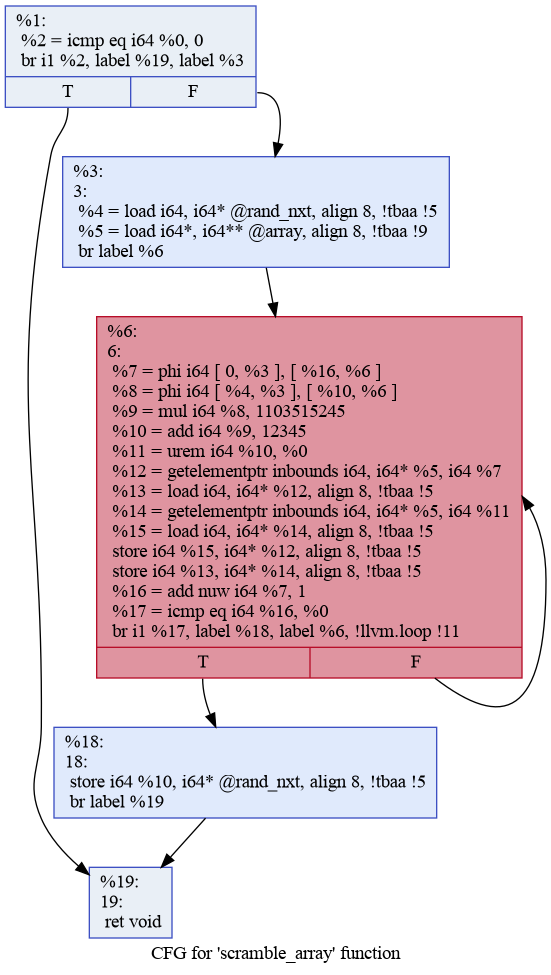 %1:
%2 = icmp eq i64 %0, 0
br i1 %2, label %19, label %3
T F
%3:
3:
%4 = load i64, i64* @rand_nxt, align 8, !tbaa !5
%5 = load i64*, i64** @array, align 8, !tbaa !9
br label %6
%6:
6:
%7 = phi i64 [ 0, %3 ], [ %16, %6 ]
%8 = phi i64 [ %4, %3 ], [ %10, %6 ]
%9 = mul i64 %8, 1103515245
%10 = add i64 %9, 12345
%11 = urem i64 %10, %0
%12 = getelementptr inbounds i64, i64* %5, i64 %7
%13 = load i64, i64* %12, align 8, !tbaa !5
%14 = getelementptr inbounds i64, i64* %5, i64 %11
%15 = load i64, i64* %14, align 8, !tbaa !5
store i64 %15, i64* %12, align 8, !tbaa !5
store i64 %13, i64* %14, align 8, !tbaa !5
%16 = add nuw i64 %7, 1
%17 = icmp eq i64 %16, %0
br i1 %17, label %18, label %6, !llvm.loop !11
T F
%18:
18:
store i64 %10, i64* @rand_nxt, align 8, !tbaa !5
br label %19
%19:
19:
ret void
CFG for 'scramble_array' function